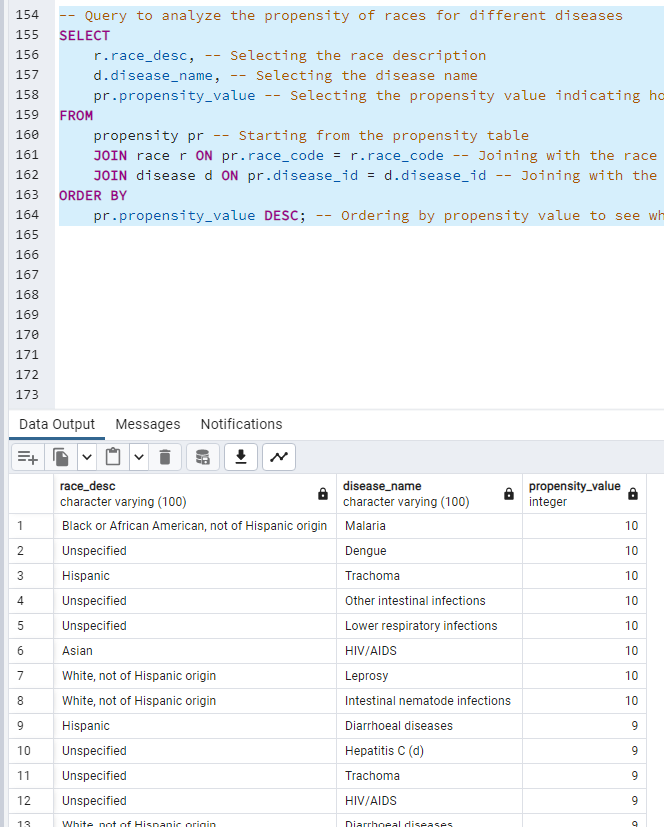 154 -- Query to analyze the propensity of races for different diseases
155 SELECT
156 r.race_desc, -- Selecting the race description
157 d.disease_name, -- Selecting the disease name
158 pr.propensity_value -- Selecting the propensity value indicating ho
159 FROM
160 propensity pr -- Starting from the propensity table
161 JOIN race r ON pr.race_code = r.race_code -- Joining with the race
162 JOIN disease d ON pr.disease_id = d.disease_id -- Joining with the
163 ORDER BY
164 pr.propensity_value DESC; -- Ordering by propensity value to see wh
165
166
167
168
169
170
171
172
173
Data Output Messages Notifications
race_desc disease_name propensity_value
character varying (100) character varying (100) integer
1 Black or African American, not of Hispanic origin Malaria 10
2 Unspecified Dengue 10
3 Hispanic Trachoma 10
4 Unspecified Other intestinal infections 10
5 Unspecified Lower respiratory infections 10
6 Asian HIV/AIDS 10
7 White, not of Hispanic origin Leprosy 10
8 White, not of Hispanic origin Intestinal nematode infections 10
9 Hispanic Diarrhoeal diseases 9
10 Unspecified Hepatitis C (d) 9
11 Unspecified Trachoma 9
12 Unspecified HIV/AIDS 9
13 White, not of Hispanic origin Diarrhoeal diseases 9